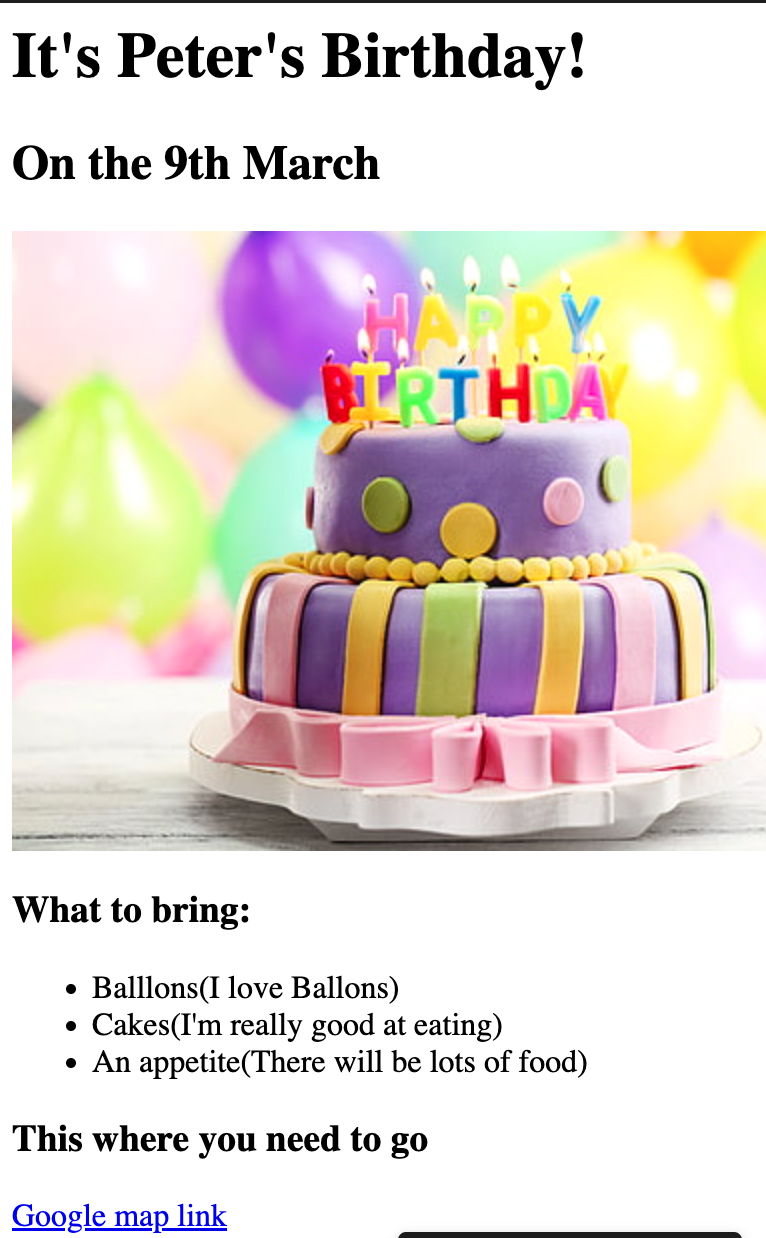 It's Peter's Birthday!
On the 9th March
HAPPY
BIRTHDAY
What to bring:
Balllons(I love Ballons)
Cakes(I'm really good at eating)
An appetite(There will be lots of food)
This where you need to go
Google map link